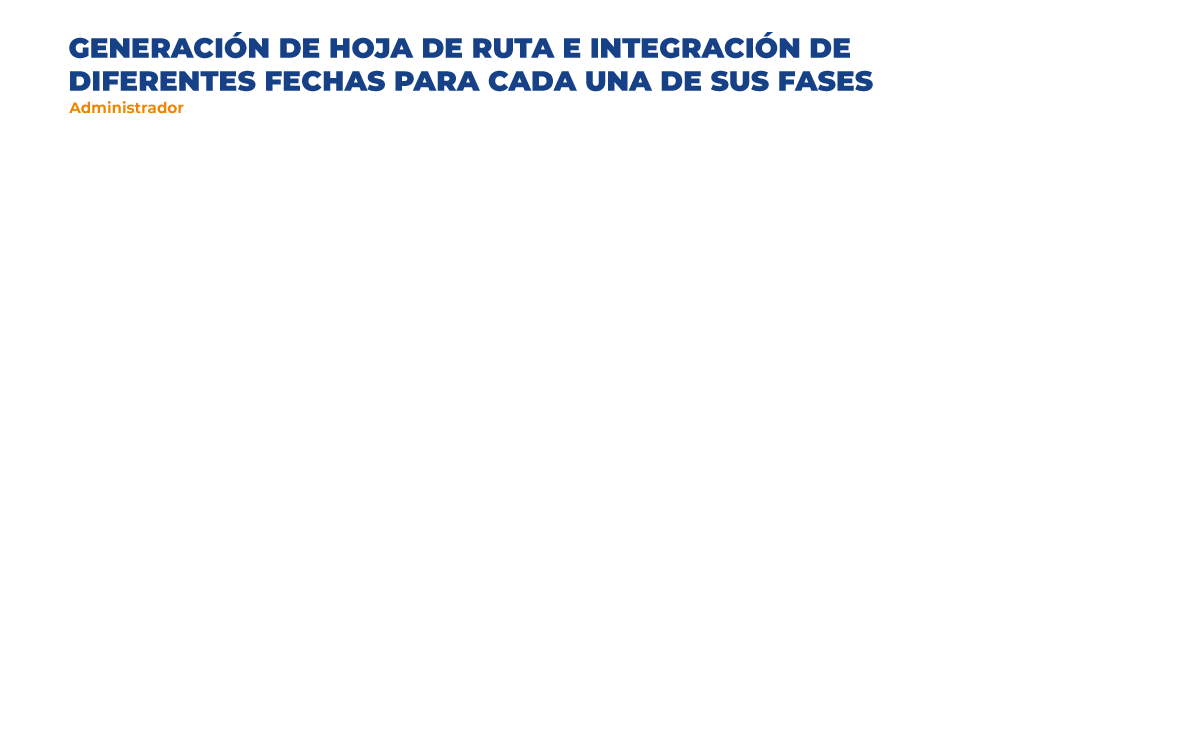 GENERACIÓN DE HOJA DE RUTA E INTEGRACIÓN DE
DIFERENTES FECHAS PARA CADA UNA DE SUS FASES
Administrador